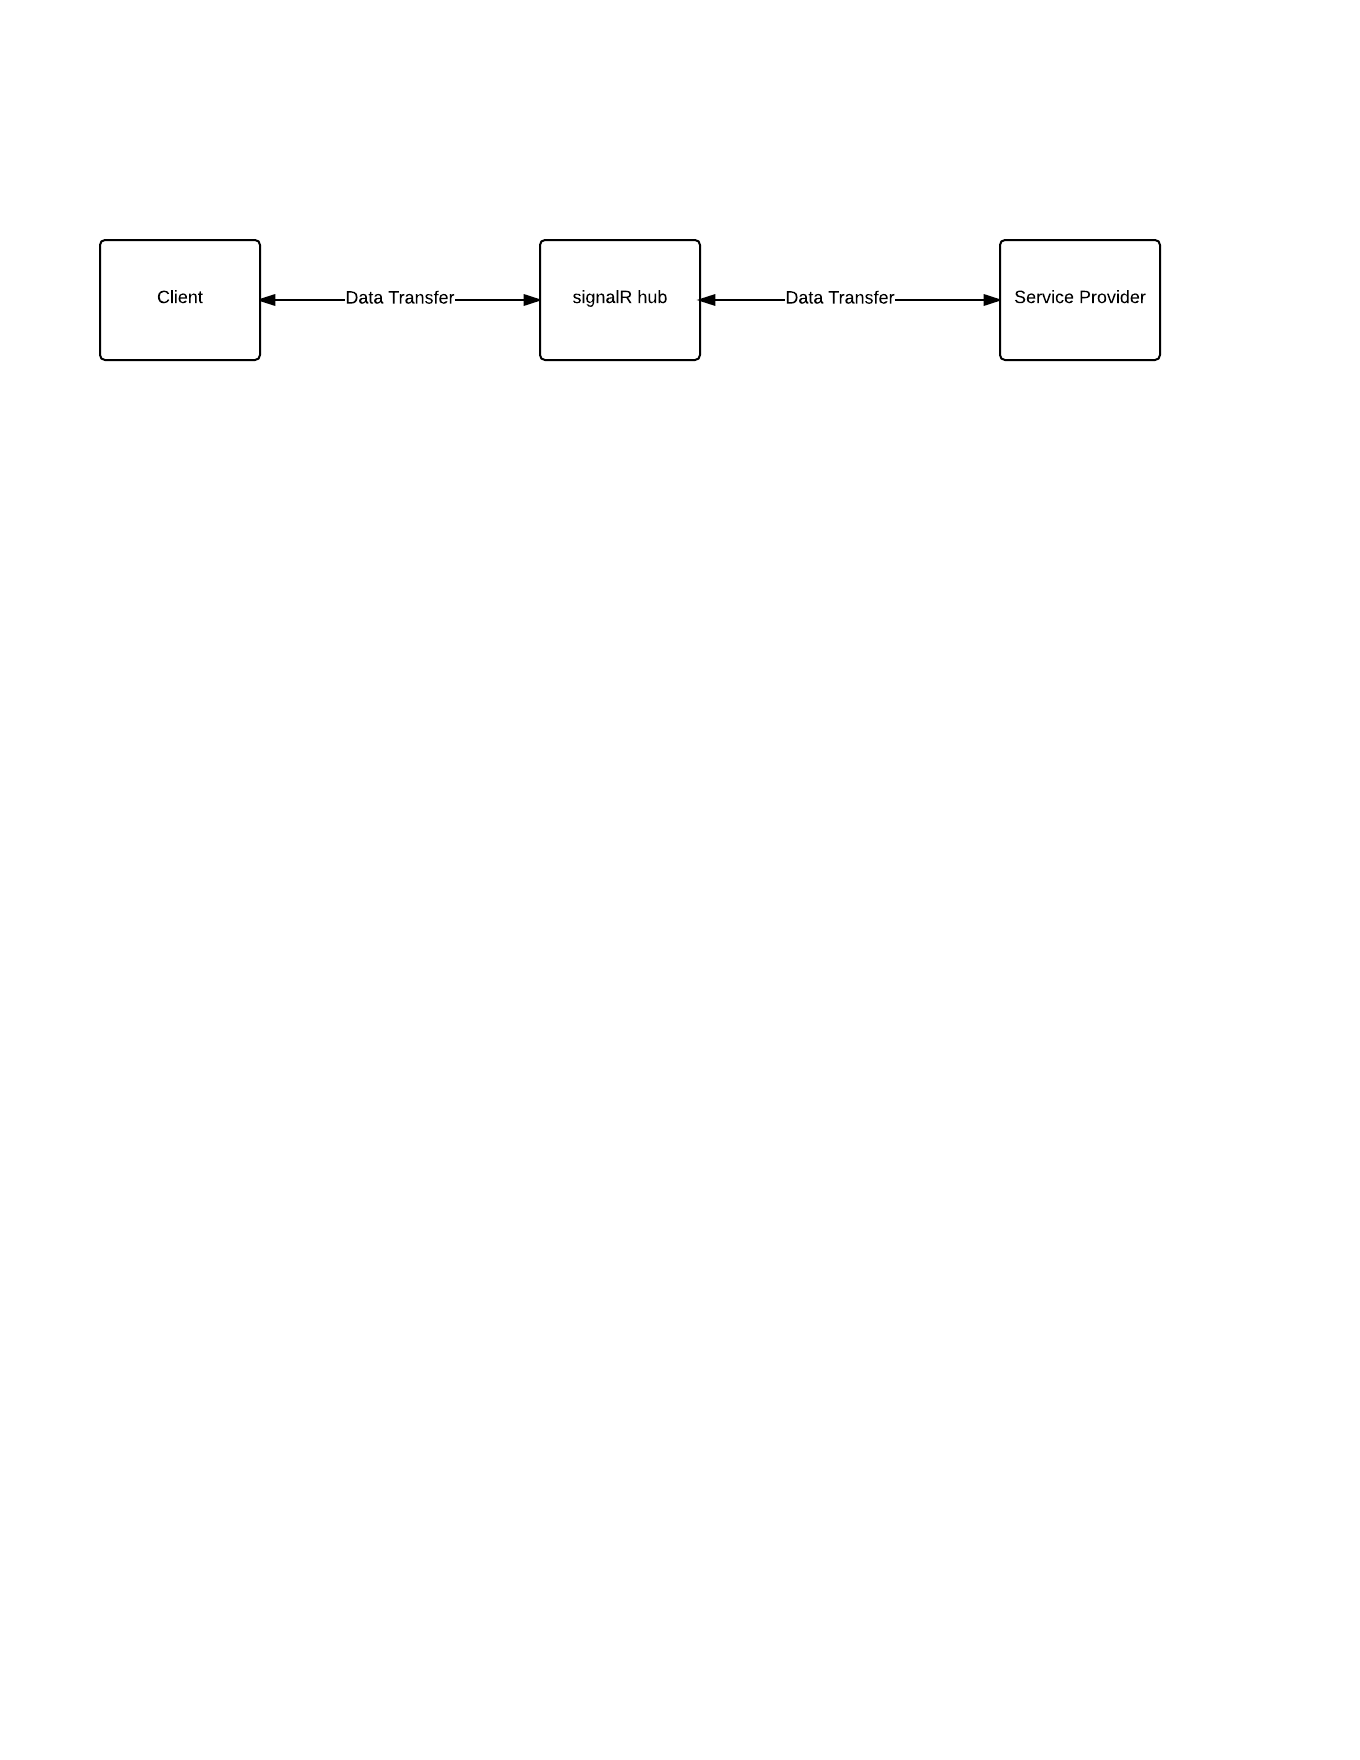 Client
Data Transfer
signalR hub
Data Transfer
Service Provider